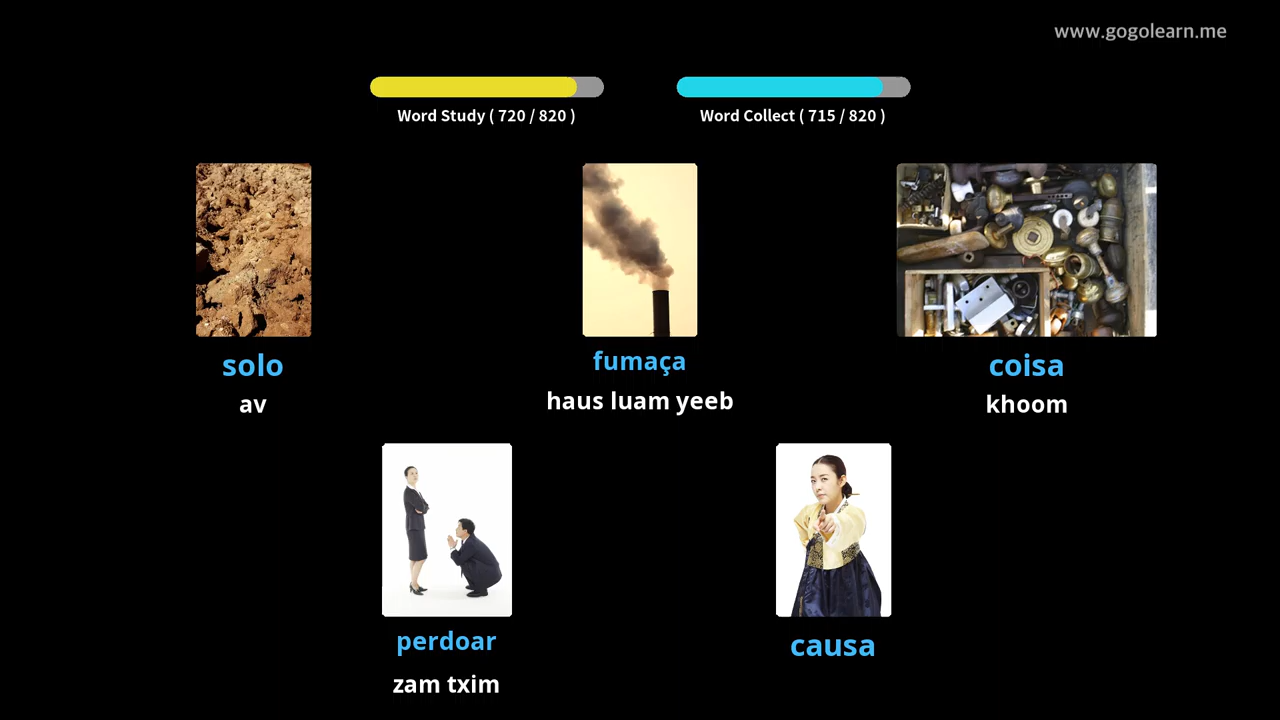 www.gogolearn.me
Word Study ( 720 / 820 )
Word Collect ( 715 / 820 )
solo
av
fumaça
haus luam yeeb
coisa
khoom
perdoar
zam txim
causa